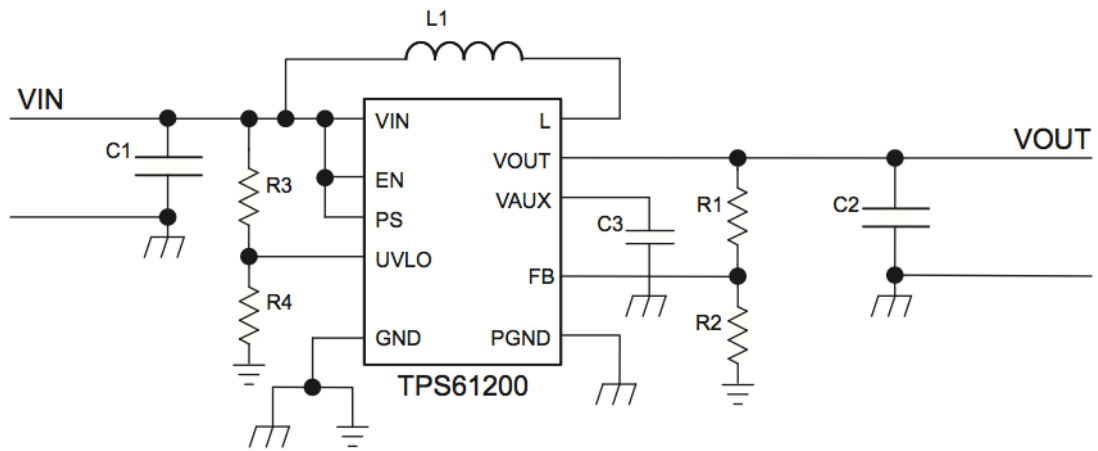 L1
VIN
C1
R3
R4
VIN
EN
PS
UVLO
GND
L
VOUT
VAUX
FB
PGND
TPS61200
C3
R1
R2
C2
VOUT